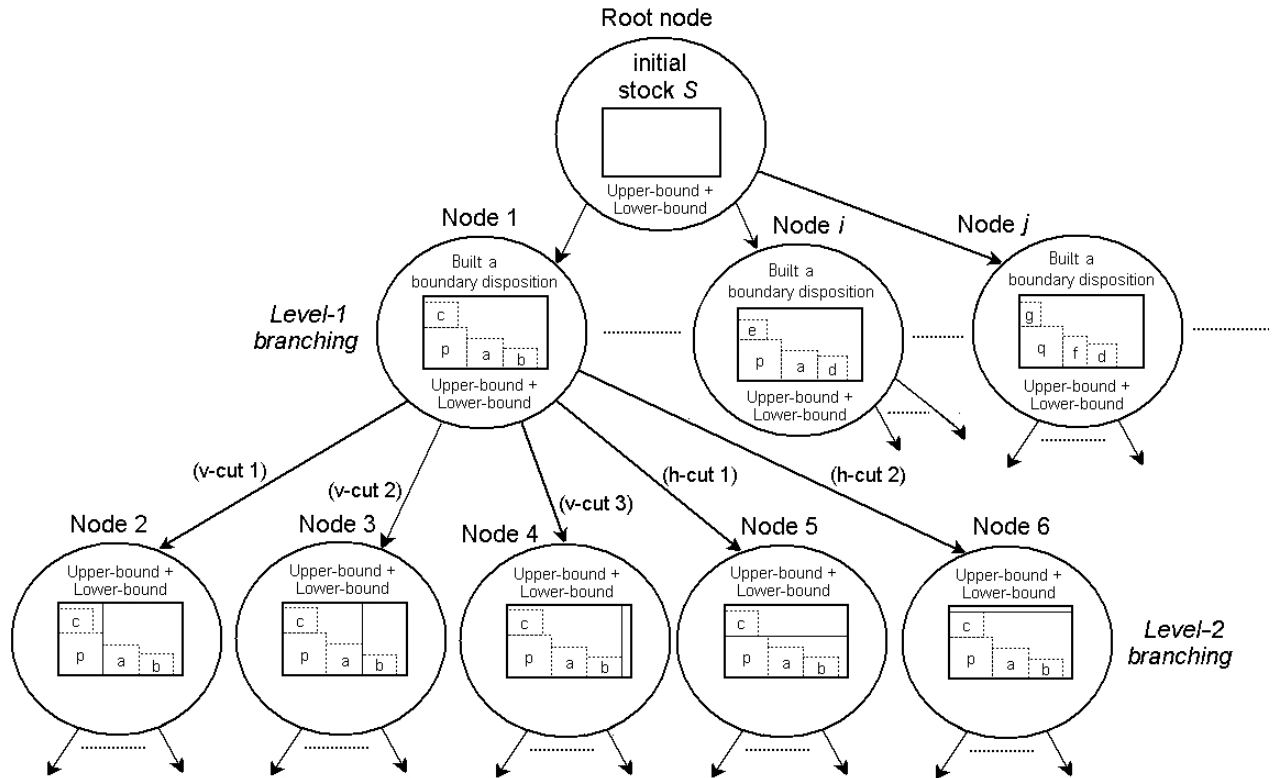 Root node
initial
stock S
Upper-bound +
Lower-bound
Node 1
Node i
Node j
Level-1
branching
Built a
boundary disposition
c
p
a
b
Upper-bound +
Lower-bound
Built a
boundary disposition
e
p
a
d
Upper-bound +
Lower-bound
Built a
boundary disposition
g
q
f
d
Upper-bound +
Lower-bound
(v-cut 1)
(v-cut 2)
(v-cut 3)
(h-cut 1)
(h-cut 2)
Node 2
Upper-bound +
Lower-bound
c
p
a
b
Node 3
Upper-bound +
Lower-bound
c
p
a
b
Node 4
Upper-bound +
Lower-bound
c
p
a
b
Node 5
Upper-bound +
Lower-bound
c
p
a
b
Node 6
Upper-bound +
Lower-bound
c
p
a
b
Level-2
branching